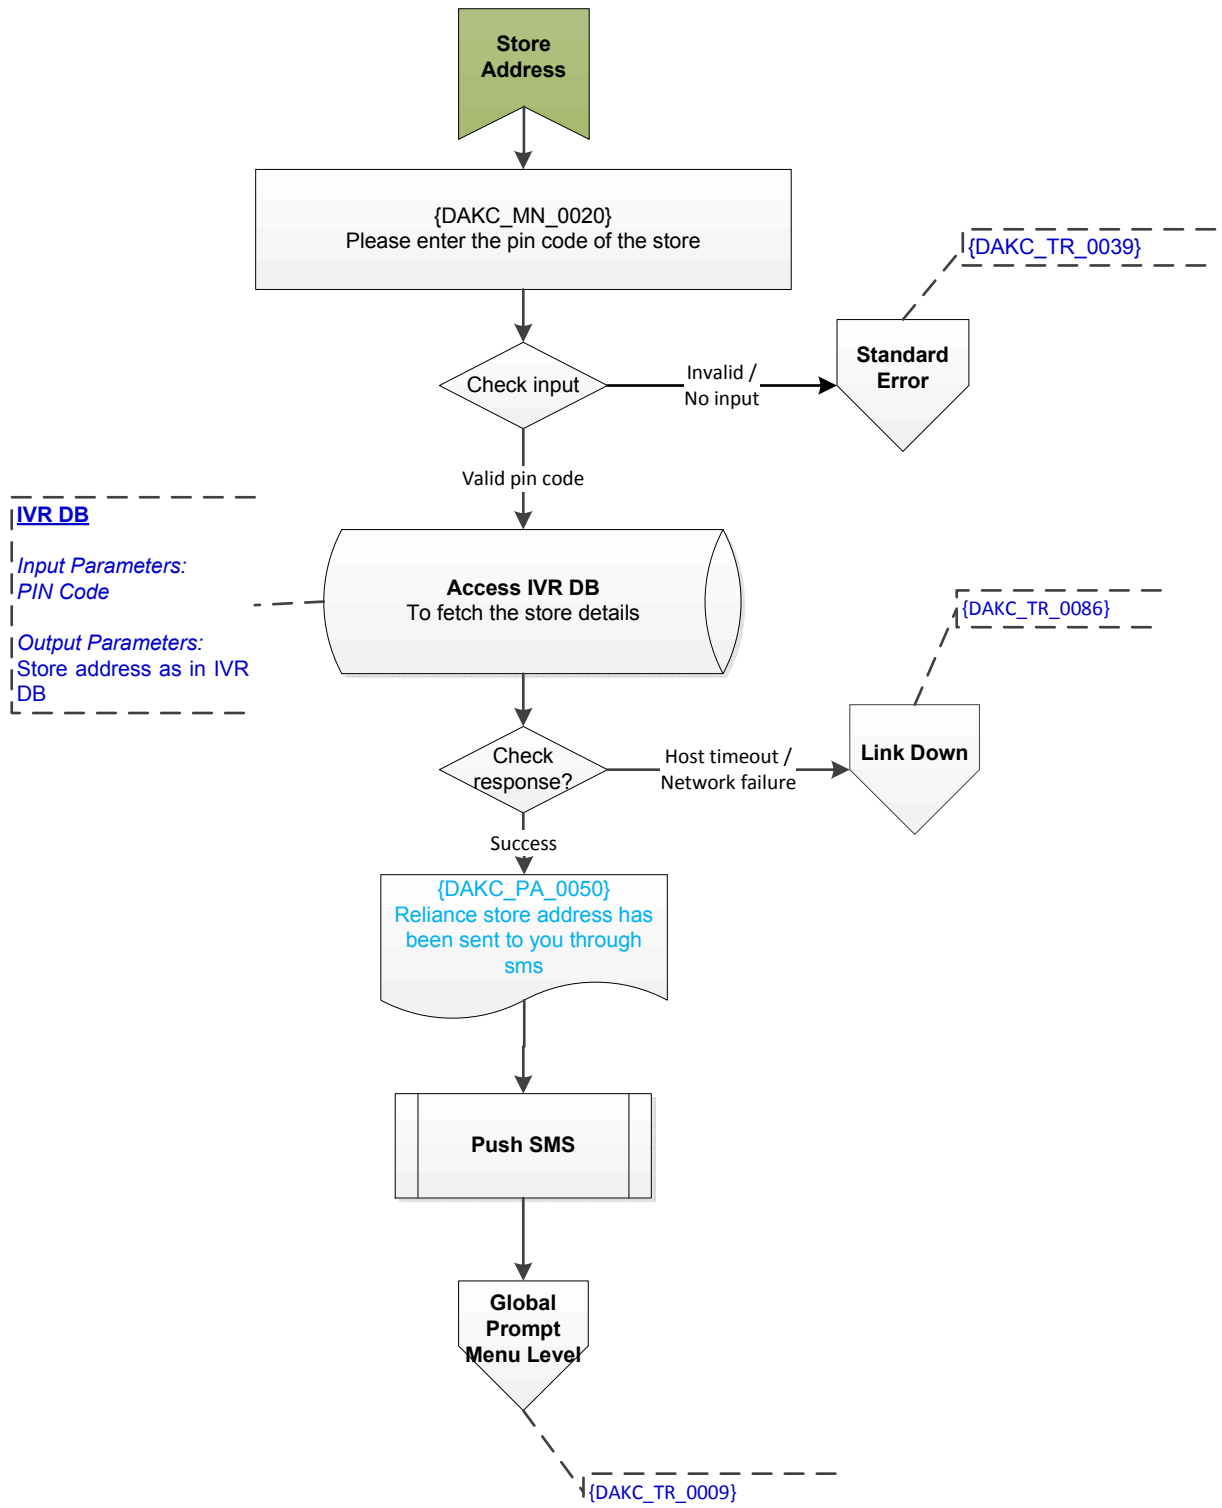 Store
Address
{DAKC_MN_0020}
Please enter the pin code of the store
{DAKC_TR_0039}
Standard
Error
Check input
Invalid /
No input
Valid pin code
IVR DB
Input Parameters:
PIN Code
Output Parameters:
Store address as in IVR
DB
Access IVR DB
To fetch the store details
{DAKC_TR_0086}
Check
response?
Host timeout /
Network failure
Link Down
Success
{DAKC_PA_0050}
Reliance store address has
been sent to you through
sms
Push SMS
Global
Prompt
Menu Level
{DAKC_TR_0009}